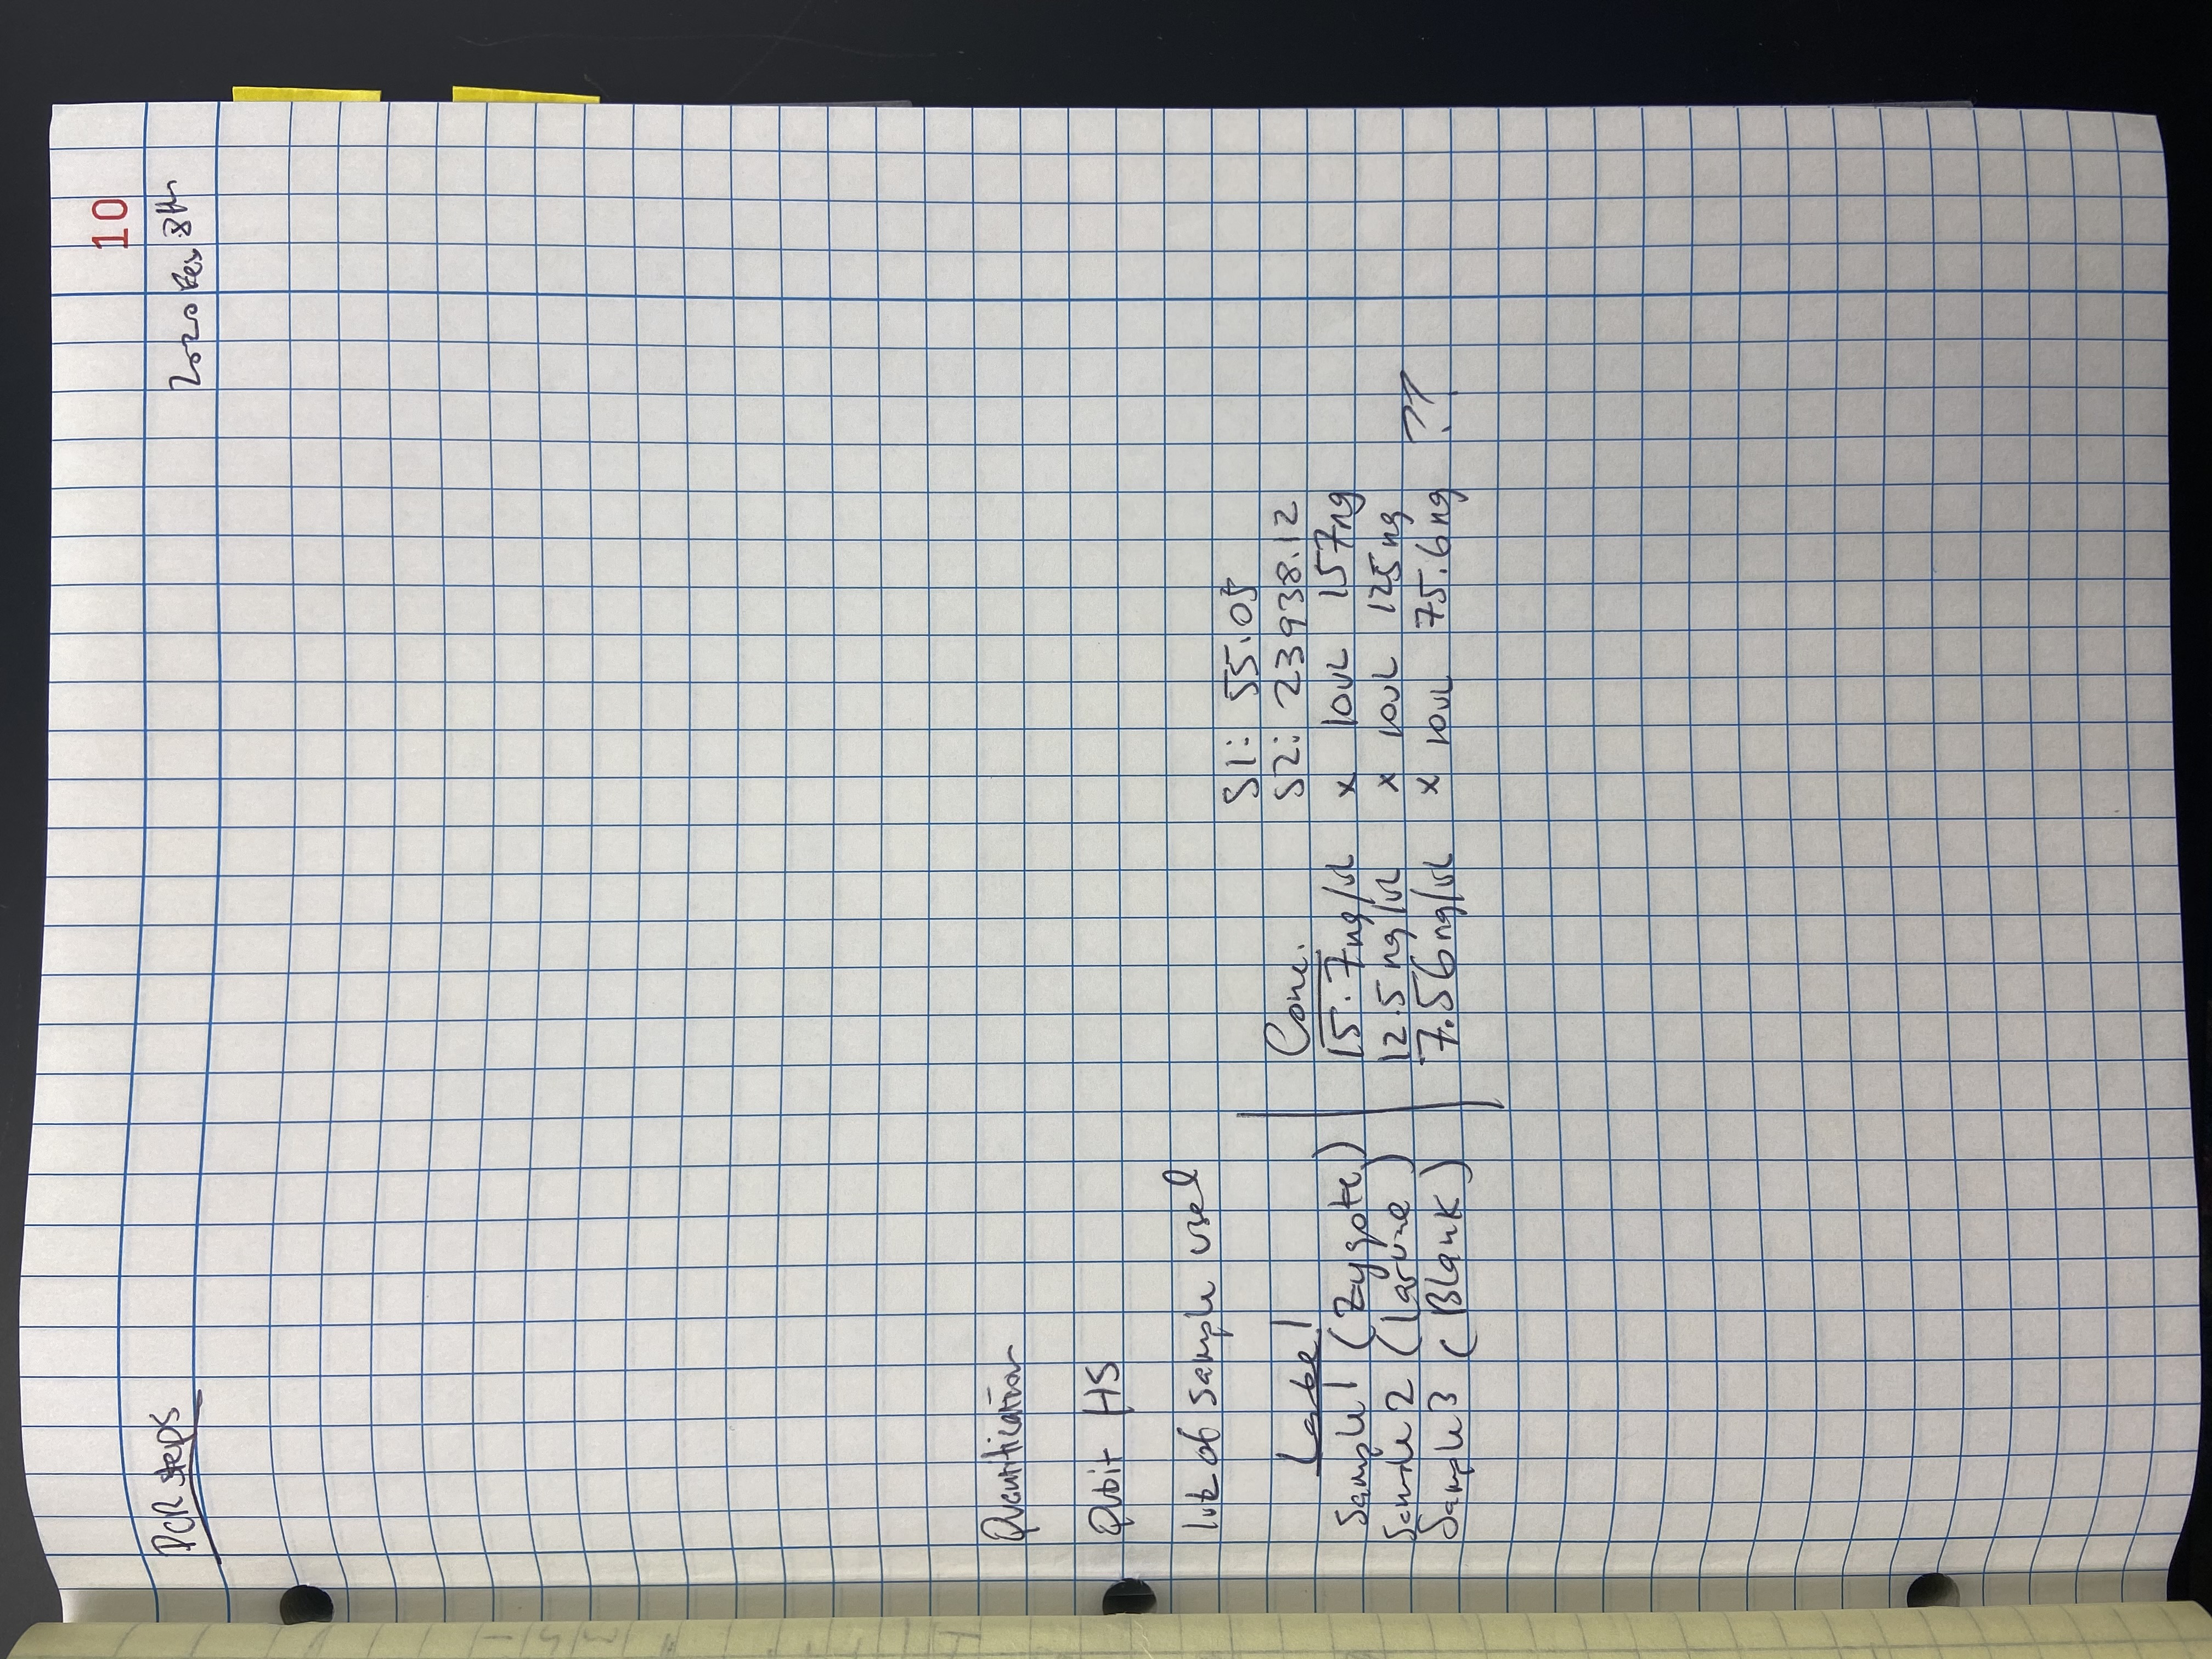 10
PCR steps
2020 Feb 8th
Quantification
Qubit HS
1uL of sample used
S1: 55.05
S2: 23938.12
Label Conc.
Sample 1 (Zygote) 15.7ng/uL x 10uL 157ng
Sample 2 (Larvae) 12.5ng/uL x 10uL 125ng
Sample 3 (Blank) 7.56ng/uL x 10uL 75.6ng ??